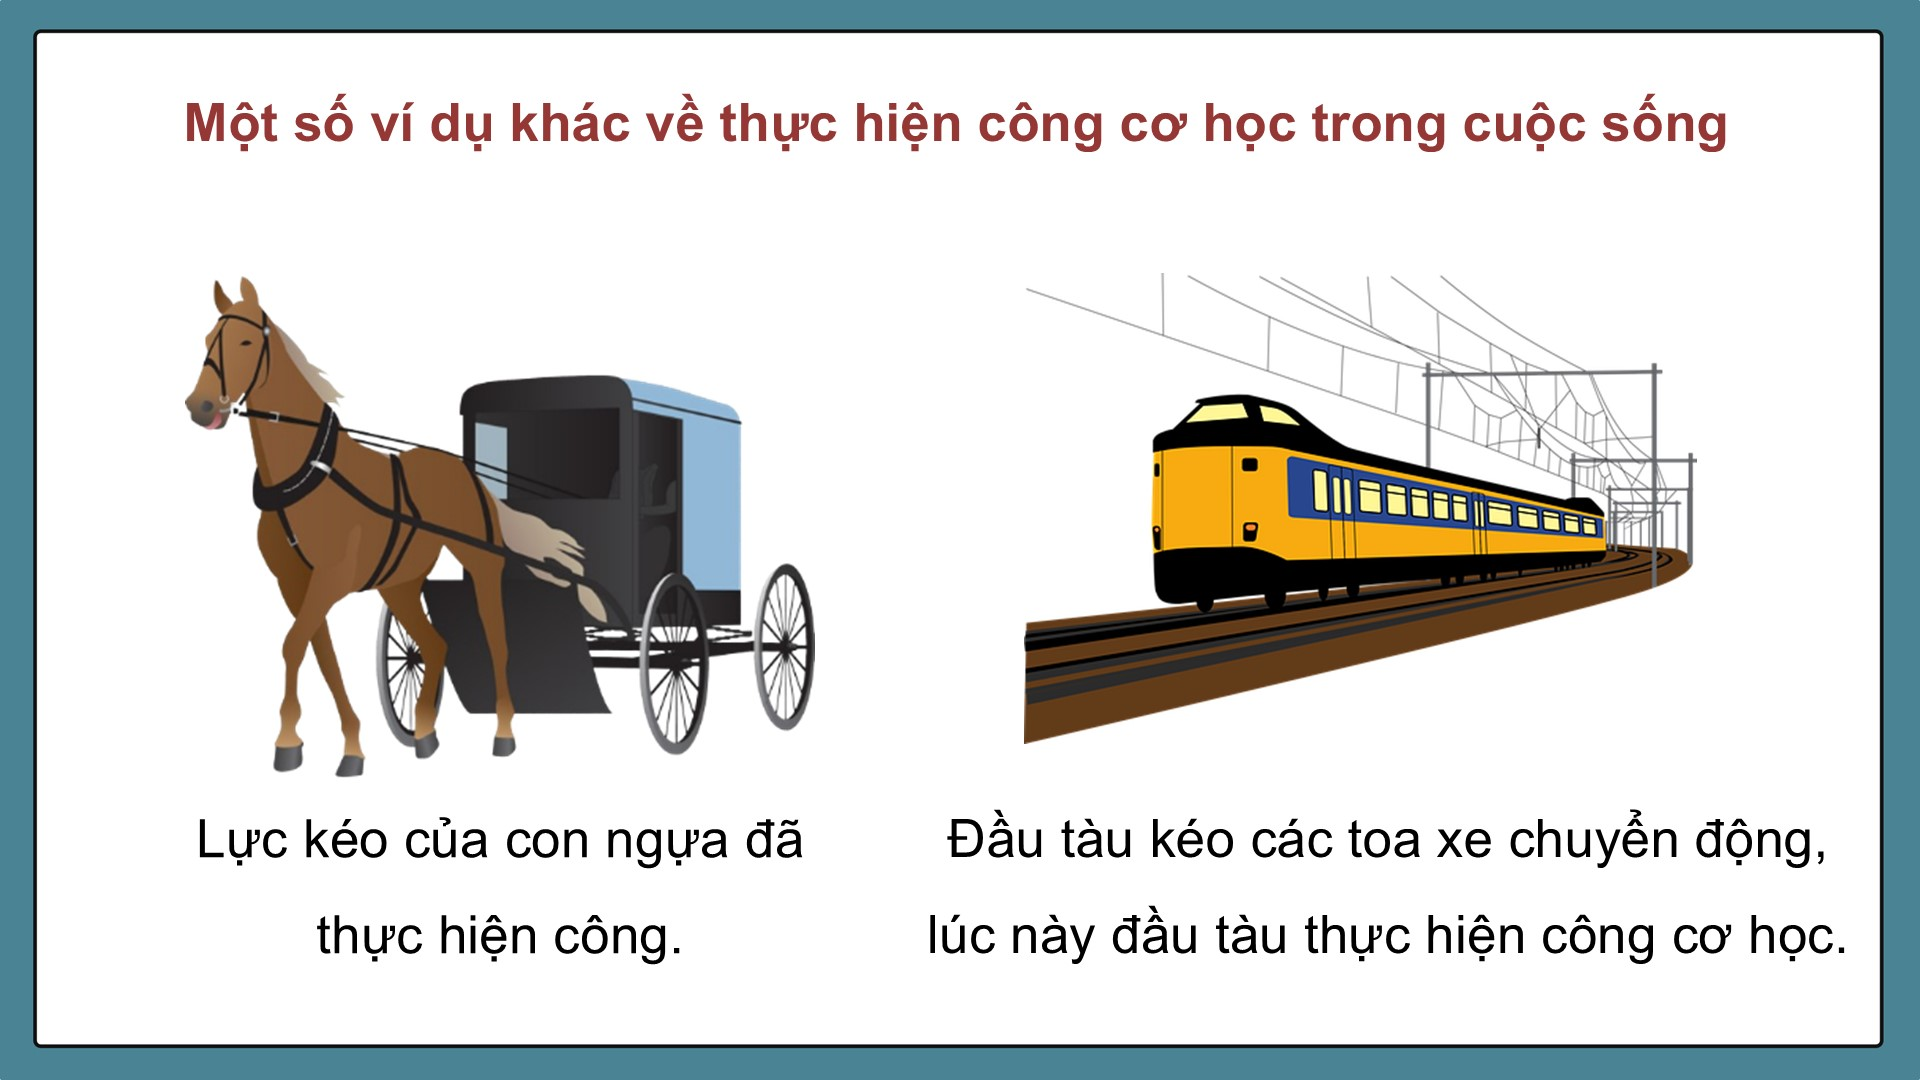 Một số ví dụ khác về thực hiện công cơ học trong cuộc sống
Lực kéo của con ngựa đã
thực hiện công.
Đầu tàu kéo các toa xe chuyển động,
lúc này đầu tàu thực hiện công cơ học.